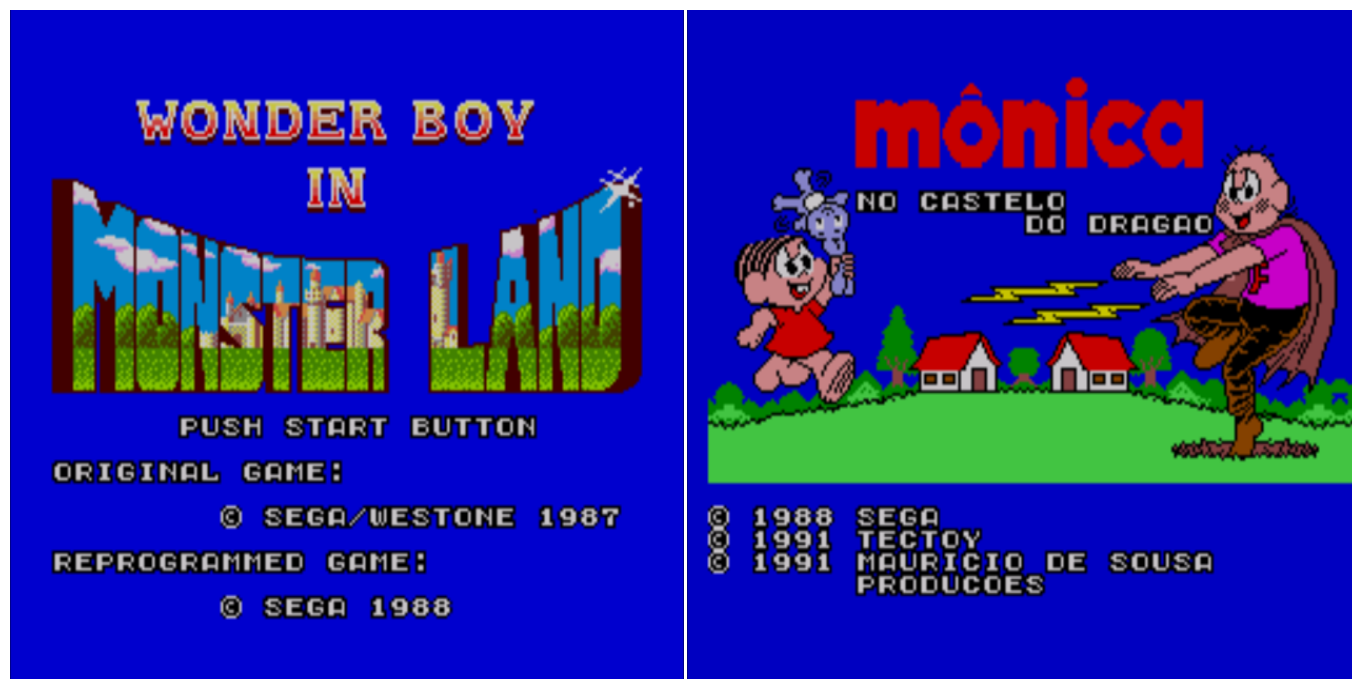 WONDER BOY
IN
MONSTER LAND
PUSH START BUTTON
ORIGINAL GAME:
© SEGA/WESTONE 1987
REPROGRAMMED GAME:
© SEGA 1988
mônica
NO CASTELO
DO DRAGAO
F
© 1988 SEGA
© 1991 TECTOY
© 1991 MAURICIO DE SOUSA
PRODUCOES